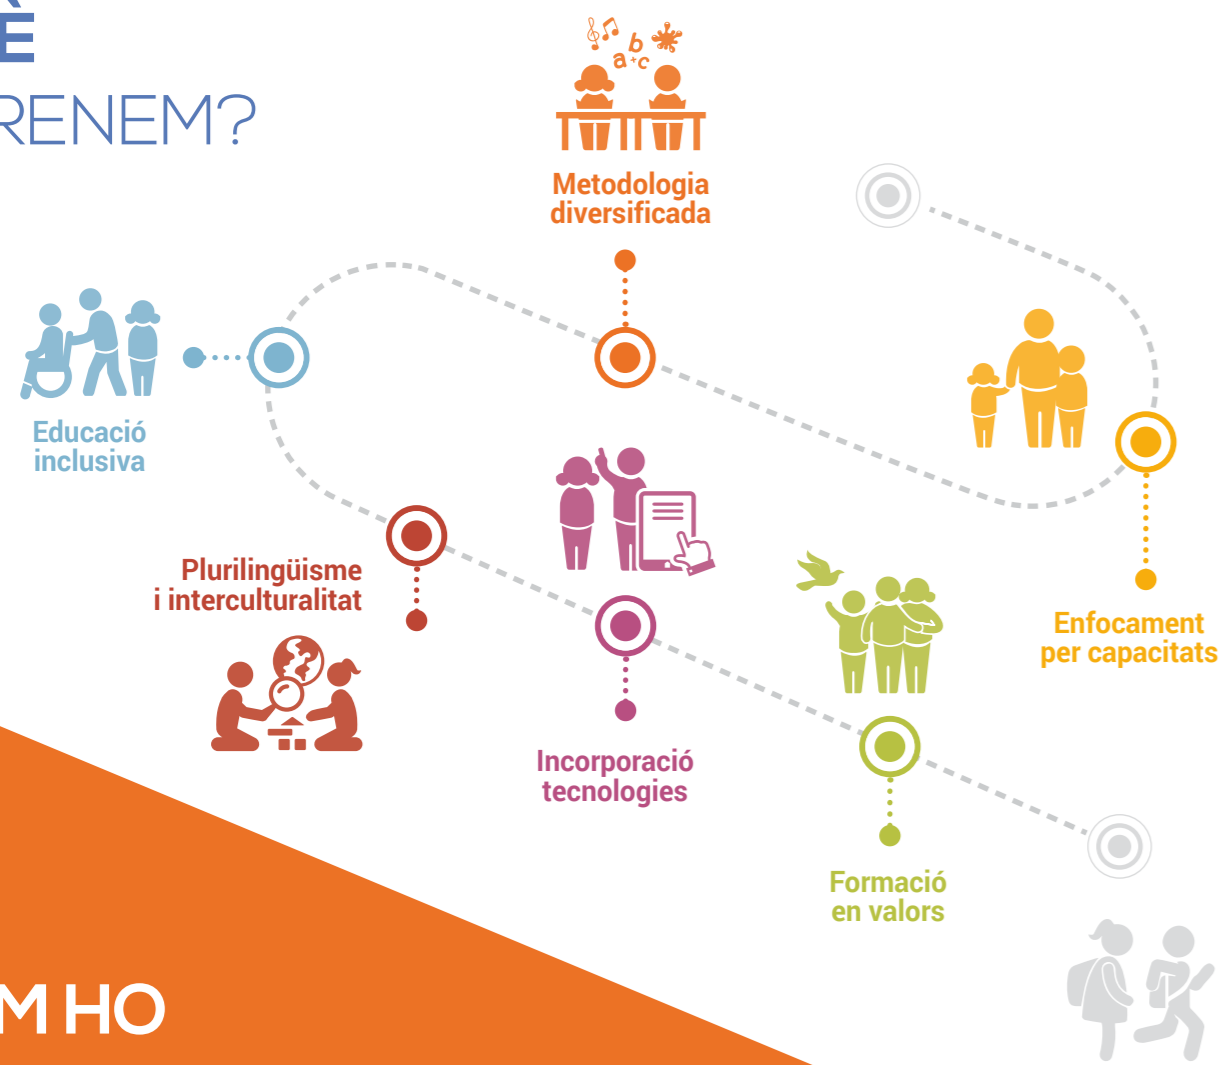 È
RENEM?
b
a+c
Metodologia
diversificada
Educació
inclusiva
Plurilingüisme
i interculturalitat
Enfocament
per capacitats
Incorporació
tecnologies
Formació
en valors
M HO